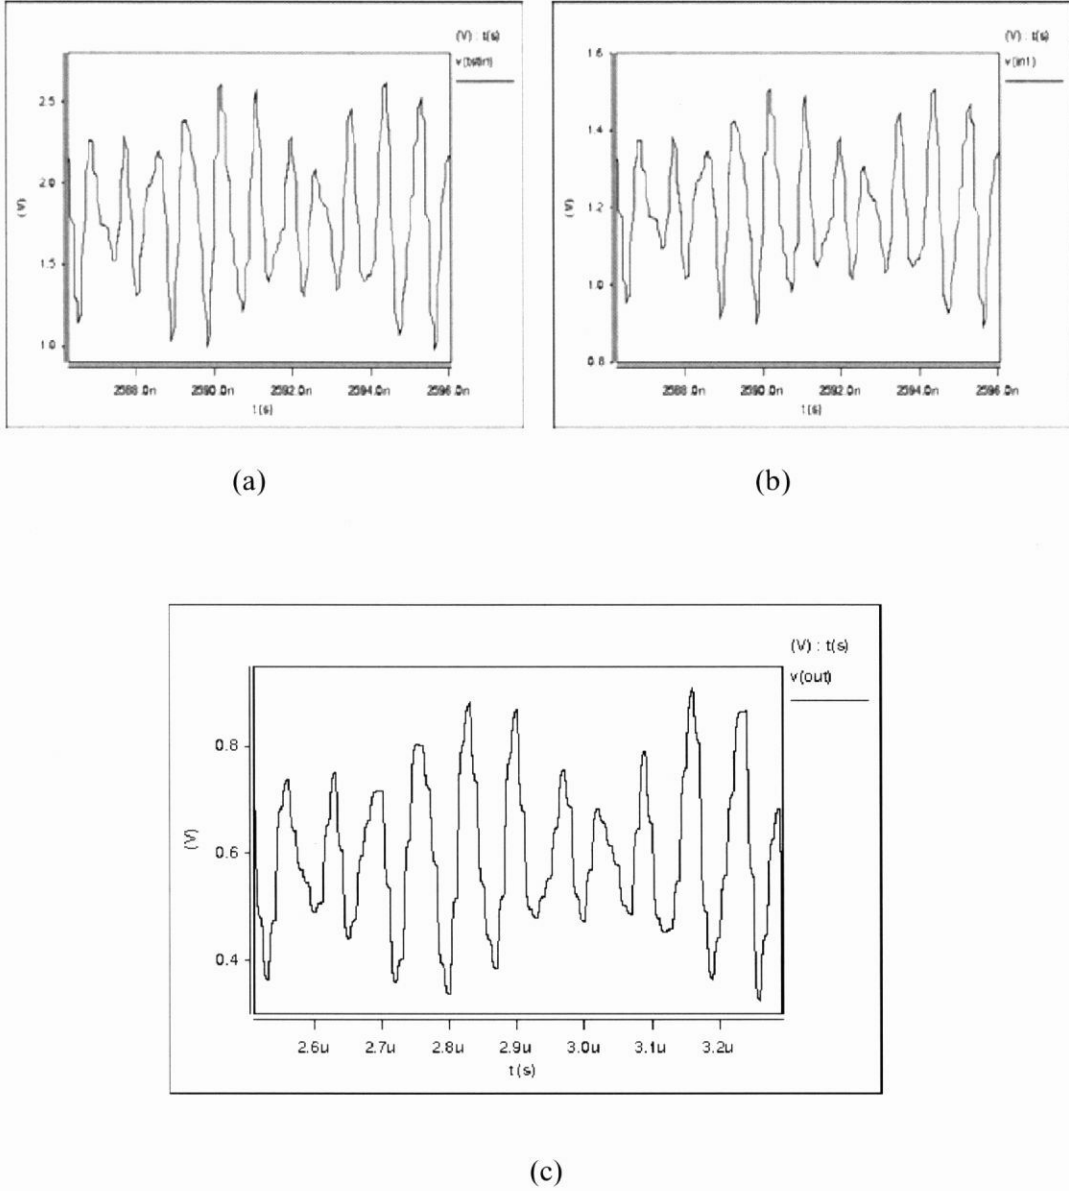 (V) : t(s)
v(tstin)
2.5
2.0
(V)
1.5
1.0
2588.0n 2590.0n 2592.0n 2594.0n 2596.0n
t(s)
(a)
(V) : t(s)
v(in1)
1.6
1.4
1.2
(V)
1.0
0.8
2588.0n 2590.0n 2592.0n 2594.0n 2596.0n
t(s)
(b)
(V) : t(s)
v(out)
0.8
(V)
0.6
0.4
2.6u 2.7u 2.8u 2.9u 3.0u 3.1u 3.2u
t(s)
(c)